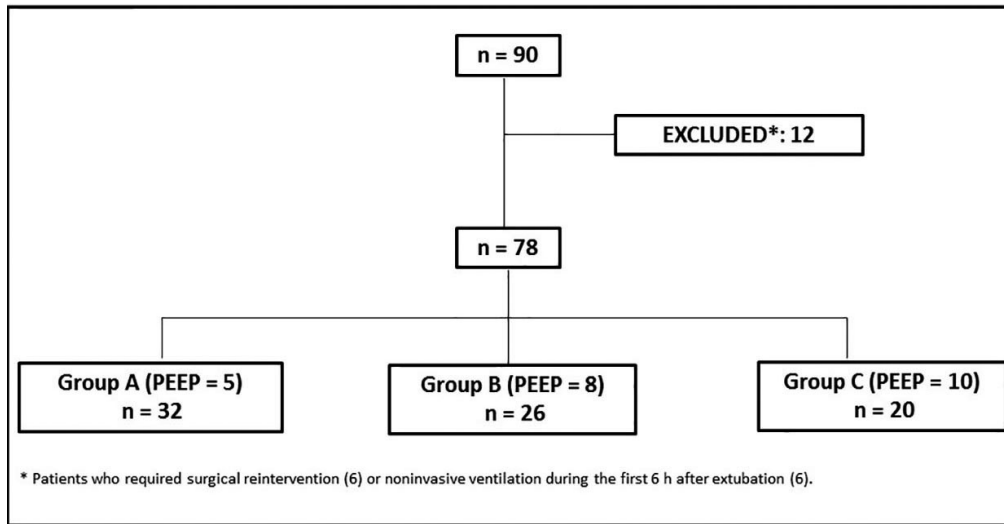 n = 90
EXCLUDED*: 12
n = 78
Group A (PEEP = 5)
n = 32
Group B (PEEP = 8)
n = 26
Group C (PEEP = 10)
n = 20
* Patients who required surgical reintervention (6) or noninvasive ventilation during the first 6 h after extubation (6).